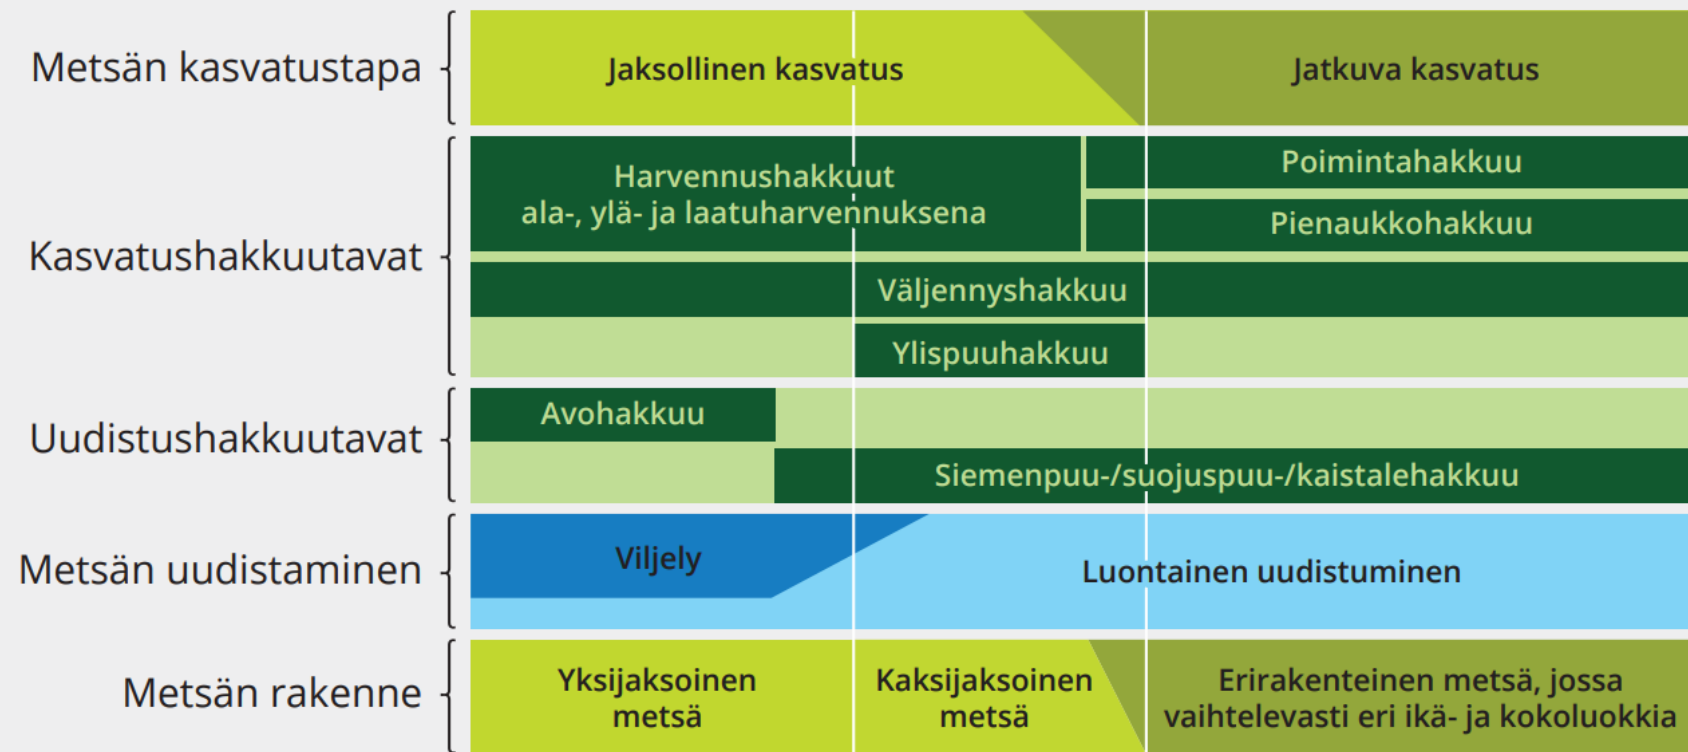 Metsän kasvatustapa
Jaksollinen kasvatus
Jatkuva kasvatus
Kasvatushakkuutavat
Harvennushakkuut
ala-, ylä- ja laatuharvennuksena
Poimintahakkuu
Pienaukkohakkuu
Väljennyshakkuu
Ylispuuhakkuu
Uudistushakkuutavat
Avohakkuu
Siemenpuu-/suojuspuu-/kaistalehakkuu
Metsän uudistaminen
Viljely
Luontainen uudistuminen
Metsän rakenne
Yksijaksoinen
metsä
Kaksijaksoinen
metsä
Erirakenteinen metsä, jossa
vaihtelevasti eri ikä- ja kokoluokkia